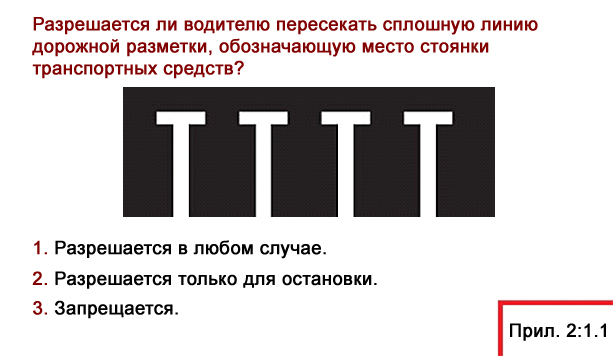 Разрешается ли водителю пересекать сплошную линию
дорожной разметки, обозначающую место стоянки
транспортных средств?
1. Разрешается в любом случае.
2. Разрешается только для остановки.
3. Запрещается.
Прил. 2:1.1